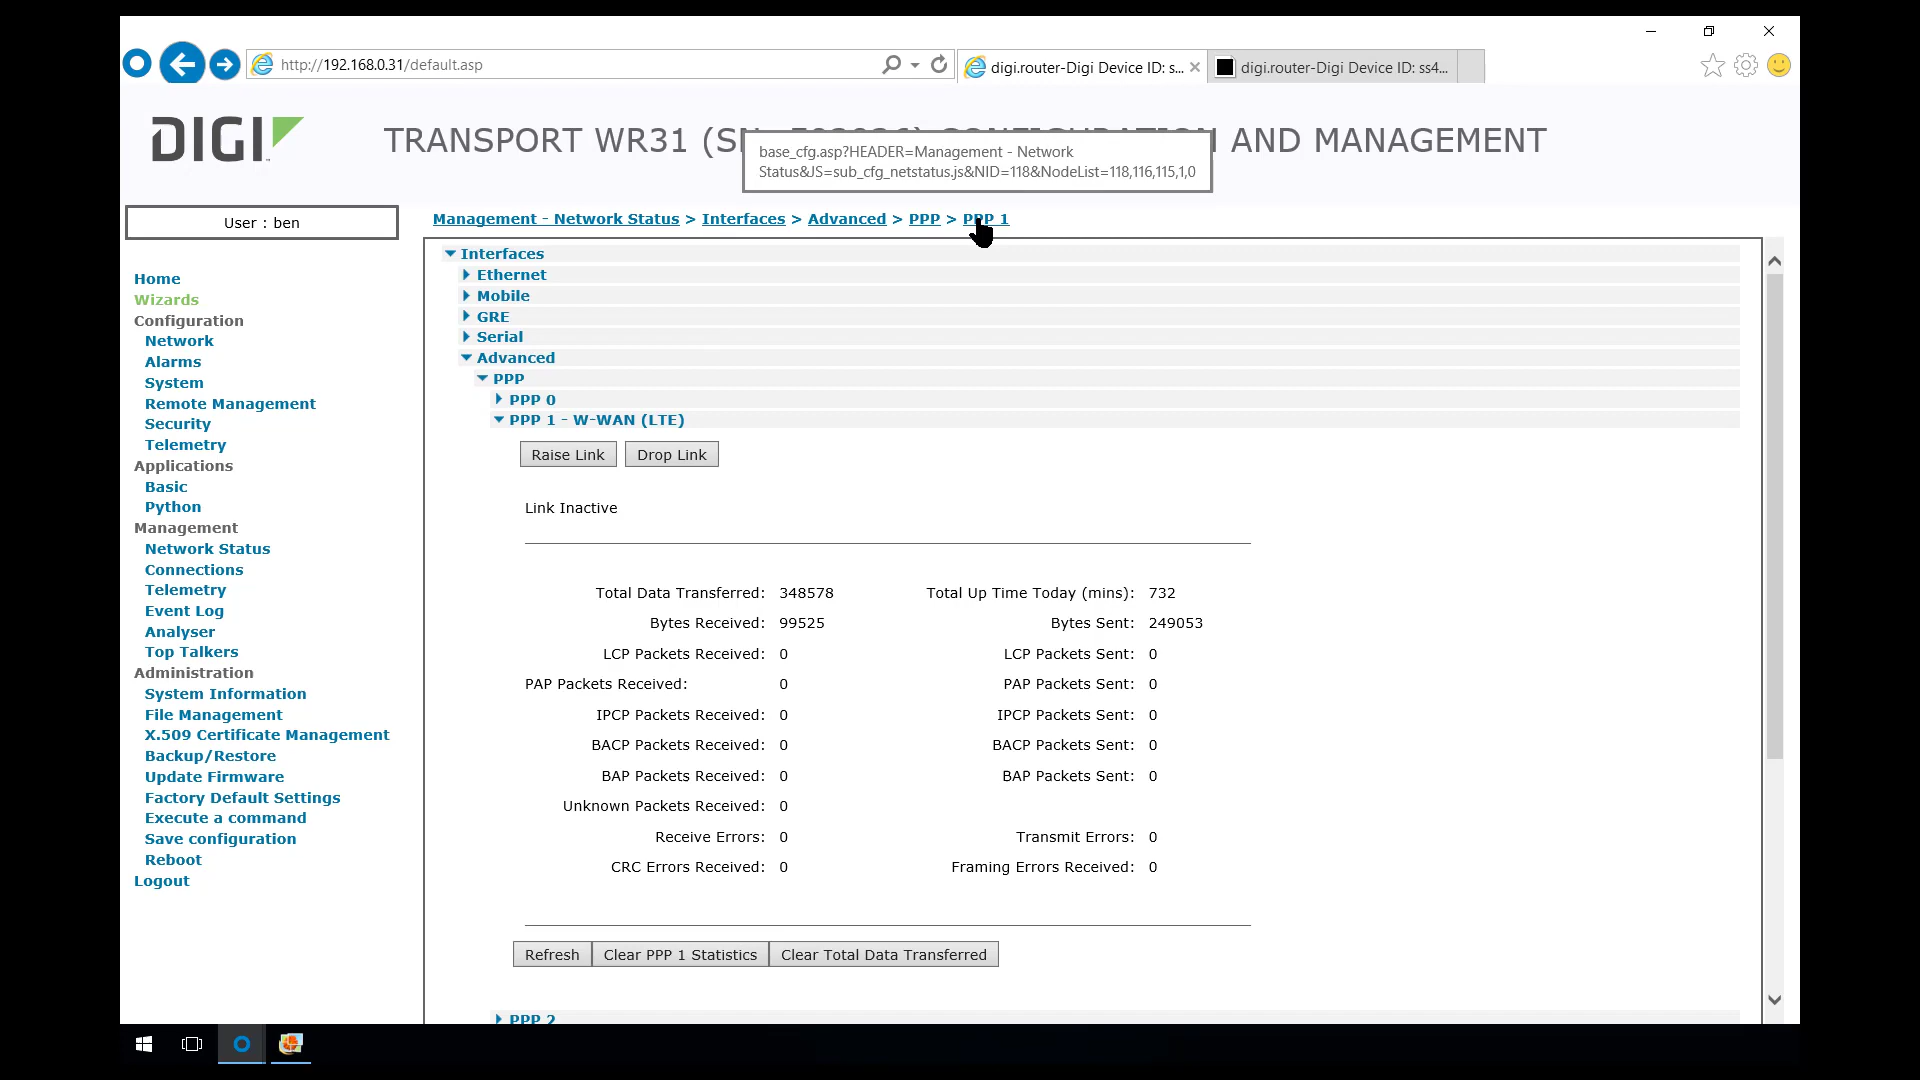 http://192.168.0.31/default.asp
digi.router-Digi Device ID: s...
digi.router-Digi Device ID: ss4...
DIGI
TRANSPORT WR31 (S
AND MANAGEMENT
base_cfg.asp?HEADER=Management - Network
Status&JS=sub_cfg_netstatus.js&NID=118&NodeList=118,116,115,1,0
User : ben
Management - Network Status > Interfaces > Advanced > PPP > PPP 1
Home
Wizards
Configuration
Network
Alarms
System
Remote Management
Security
Telemetry
Applications
Basic
Python
Management
Network Status
Connections
Telemetry
Event Log
Analyser
Top Talkers
Administration
System Information
File Management
X.509 Certificate Management
Backup/Restore
Update Firmware
Factory Default Settings
Execute a command
Save configuration
Reboot
Logout
Interfaces
Ethernet
Mobile
GRE
Serial
Advanced
PPP
PPP 0
PPP 1 - W-WAN (LTE)
Raise Link Drop Link
Link Inactive
Total Data Transferred: 348578 Total Up Time Today (mins): 732
Bytes Received: 99525 Bytes Sent: 249053
LCP Packets Received: 0 LCP Packets Sent: 0
PAP Packets Received: 0 PAP Packets Sent: 0
IPCP Packets Received: 0 IPCP Packets Sent: 0
BACP Packets Received: 0 BACP Packets Sent: 0
BAP Packets Received: 0 BAP Packets Sent: 0
Unknown Packets Received: 0
Receive Errors: 0 Transmit Errors: 0
CRC Errors Received: 0 Framing Errors Received: 0
Refresh Clear PPP 1 Statistics Clear Total Data Transferred
PPP 2